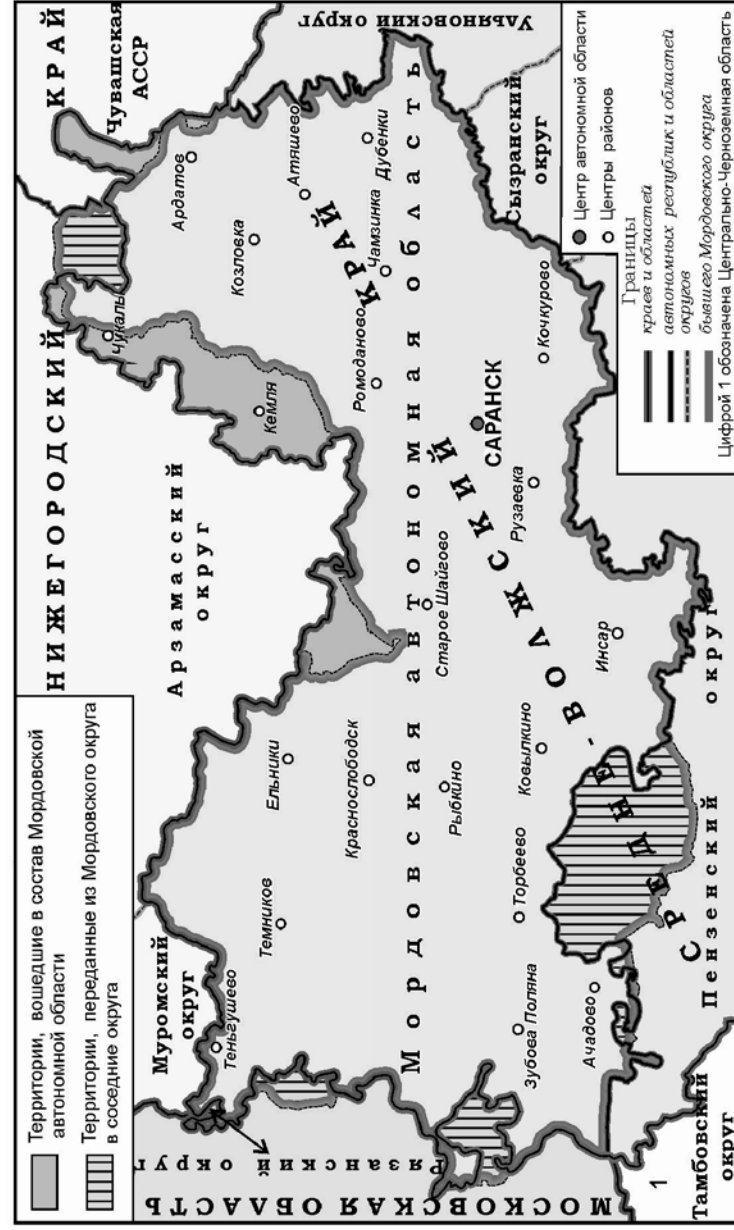 Территории, вошедшие в состав Мордовской
автономной области
Территории, переданные из Мордовского округа
в соседние округа
НИЖЕГОРОДСКИЙ КРАЙ
Чувашская
АССР
Ульяновский округ
Арзамасский
округ
Муромский
округ
МОСКОВСКАЯ ОБЛАСТЬ
Рязанский округ
Теньгушево
Темников
Ельники
Краснослободск
Рыбкино
Старое Шайгово
Чукалы
Кемля
Ардатов
Козловка
Атяшево
Дубенки
Чамзинка
Ромоданово
Мордовская автономная область
СРЕДНЕ-ВОЛЖСКИЙ КРАЙ
САРАНСК
Кочкурово
Рузаевка
Инсар
Ковылкино
Торбеево
Зубова Поляна
Ачадово
Сызранский
округ
Пензенский округ
Тамбовский
округ
1
Центр автономной области
Центры районов
Границы
краев и областей
автономных республик и областей
округов
бывшего Мордовского округа
Цифрой 1 обозначена Центрально-Черноземная область